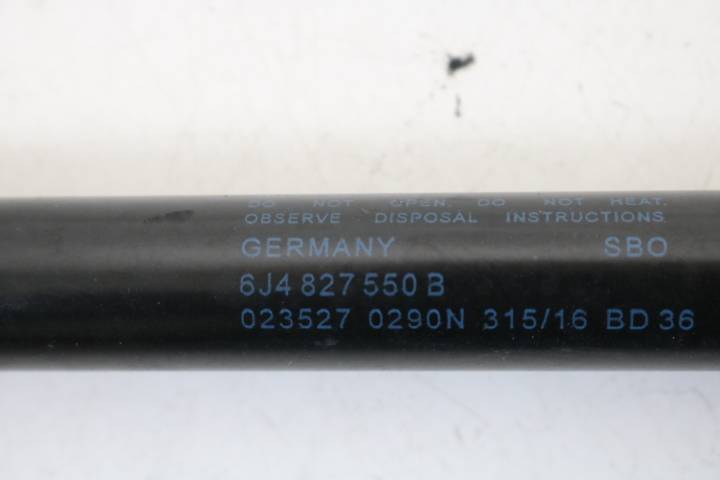 DO NOT OPEN. DO NOT HEAT.
OBSERVE DISPOSAL INSTRUCTIONS
GERMANY SBO
6J4 827 550 B
023527 0290N 315/16 BD 36